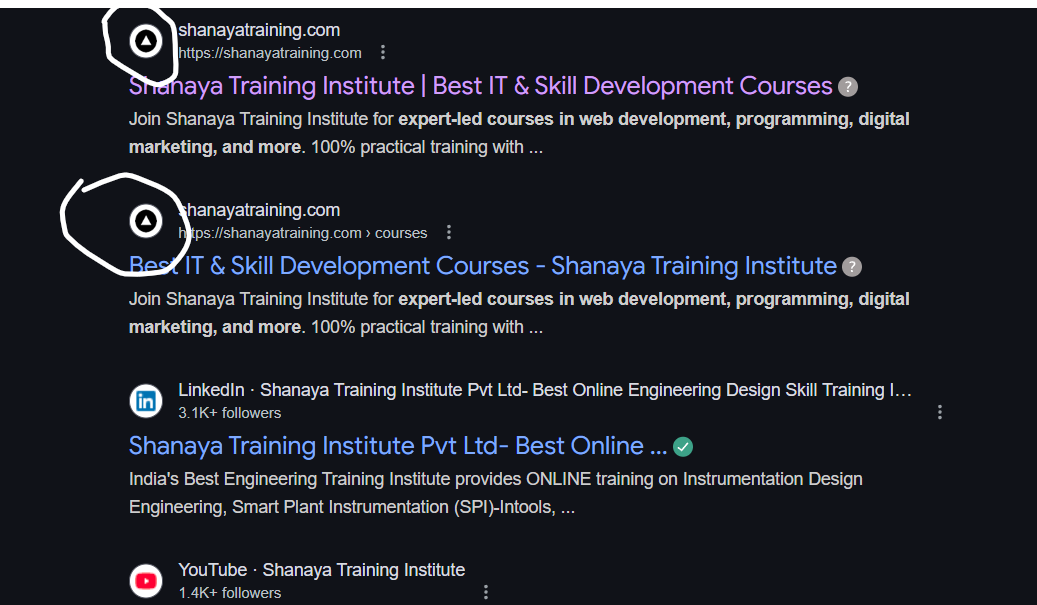 shanayatraining.com
https://shanayatraining.com
Shanaya Training Institute | Best IT & Skill Development Courses ?
Join Shanaya Training Institute for expert-led courses in web development, programming, digital
marketing, and more. 100% practical training with ...
shanayatraining.com
https://shanayatraining.com › courses
Best IT & Skill Development Courses - Shanaya Training Institute ?
Join Shanaya Training Institute for expert-led courses in web development, programming, digital
marketing, and more. 100% practical training with ...
in
LinkedIn · Shanaya Training Institute Pvt Ltd- Best Online Engineering Design Skill Training I...
3.1K+ followers
Shanaya Training Institute Pvt Ltd- Best Online ...
India's Best Engineering Training Institute provides ONLINE training on Instrumentation Design
Engineering, Smart Plant Instrumentation (SPI)-Intools, ...
YouTube · Shanaya Training Institute
1.4K+ followers